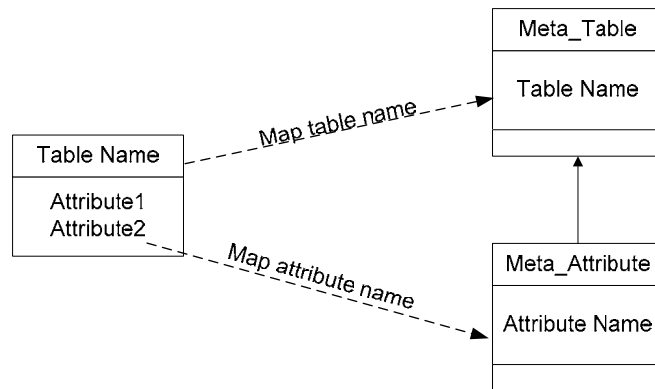 Meta_Table
Table Name
Map table name
Table Name
Attribute1
Attribute2
Map attribute name
Meta_Attribute
Attribute Name